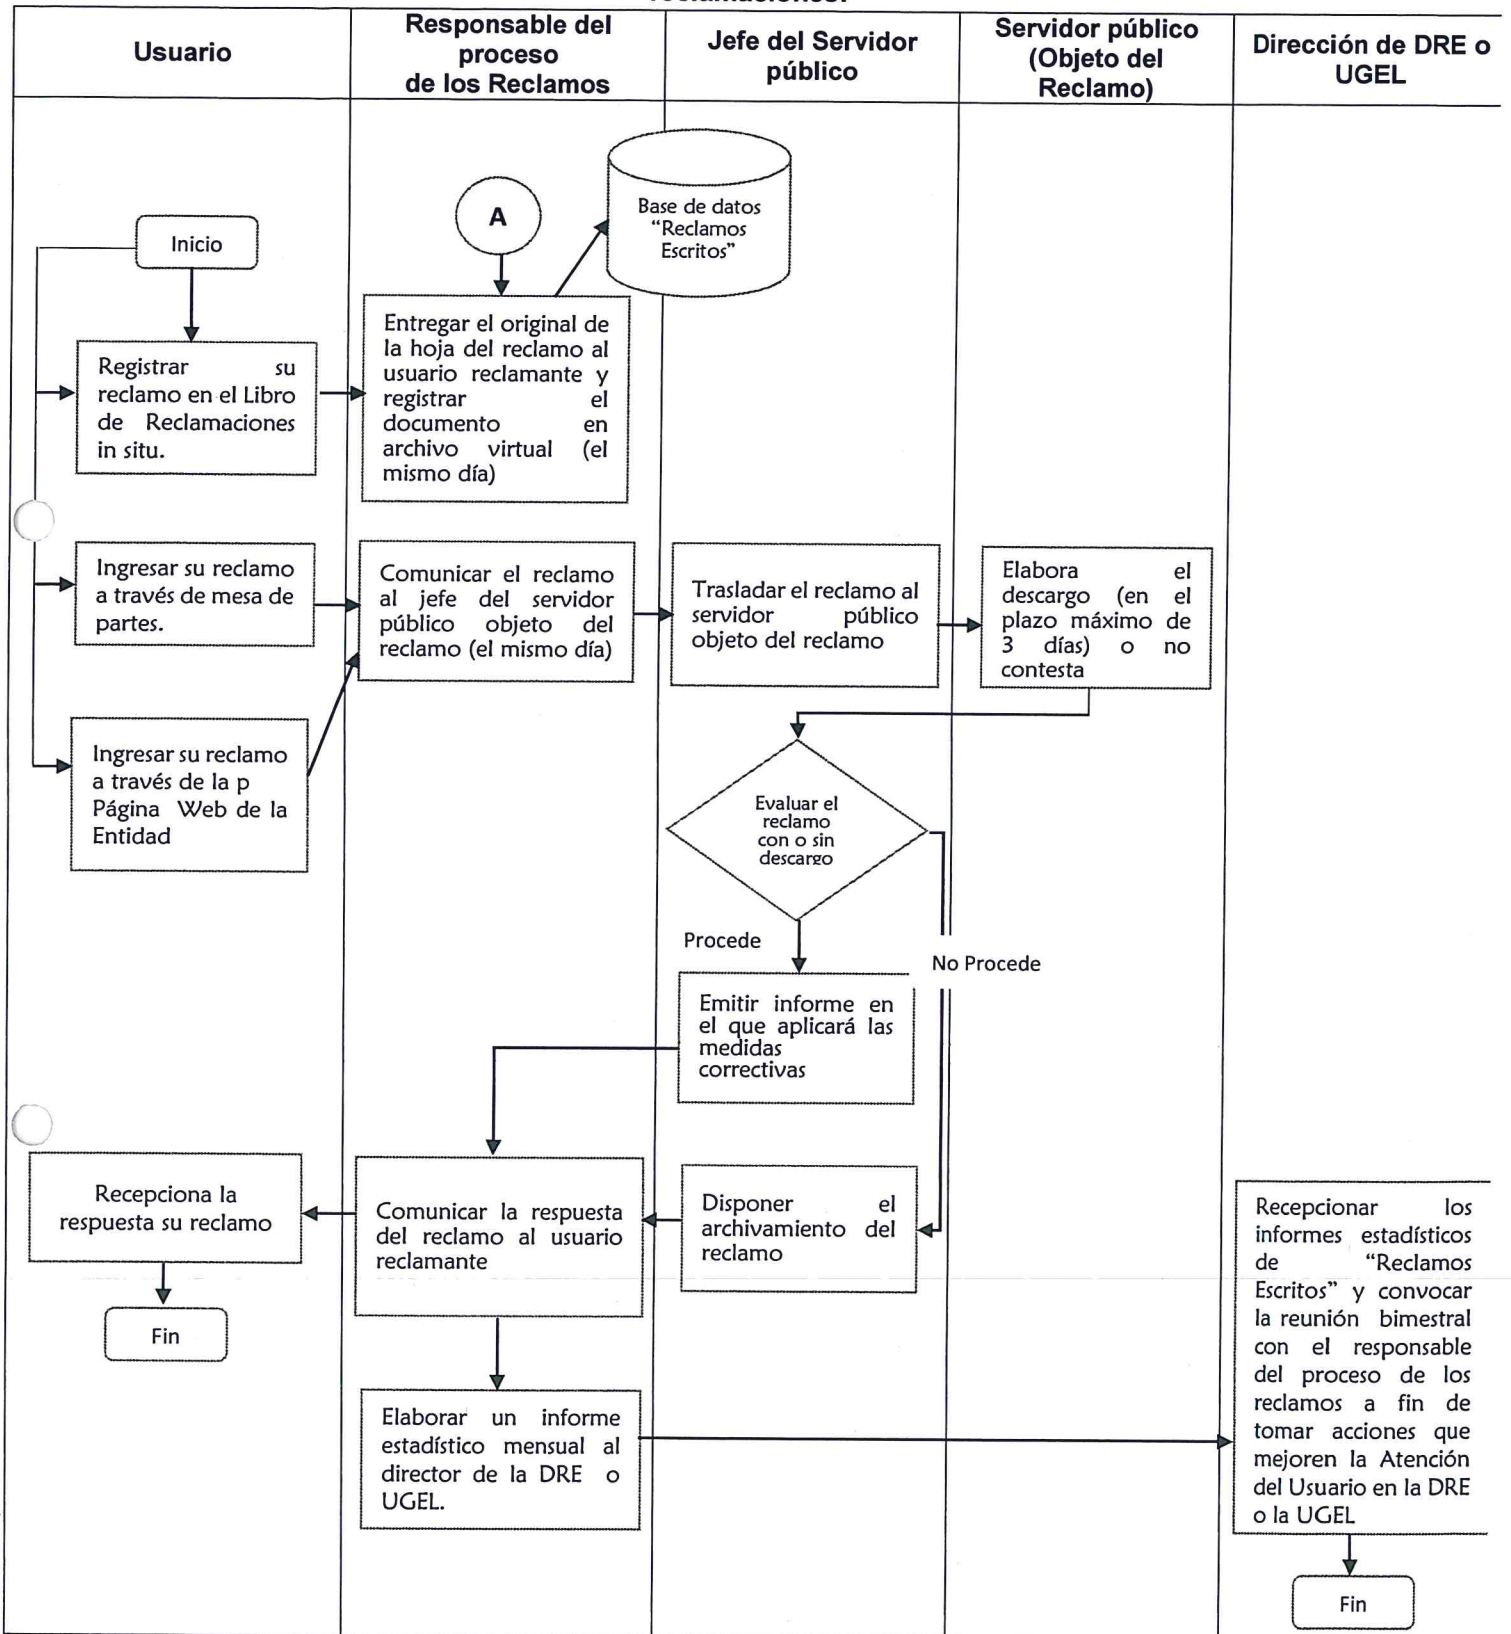 reclamaciones.
Usuario
Responsable del
proceso
de los Reclamos
Jefe del Servidor
público
Servidor público
(Objeto del
Reclamo)
Dirección de DRE o
UGEL
Inicio
A
Base de datos
“Reclamos
Escritos”
Registrar su
reclamo en el Libro
de Reclamaciones
in situ.
Entregar el original de
la hoja del reclamo al
usuario reclamante y
registrar el
documento en
archivo virtual (el
mismo día)
Ingresar su reclamo
a través de mesa de
partes.
Comunicar el reclamo
al jefe del servidor
público objeto del
reclamo (el mismo día)
Trasladar el reclamo al
servidor público
objeto del reclamo
Elabora el
descargo (en el
plazo máximo de
3 días) o no
contesta
Ingresar su reclamo
a través de la p
Página Web de la
Entidad
Evaluar el
reclamo
con o sin
descargo
Procede
No Procede
Emitir informe en
el que aplicará las
medidas
correctivas
Recepciona la
respuesta su reclamo
Comunicar la respuesta
del reclamo al usuario
reclamante
Disponer el
archivamiento del
reclamo
Recepcionar los
informes estadísticos
de “Reclamos
Escritos” y convocar
la reunión bimestral
con el responsable
del proceso de los
reclamos a fin de
tomar acciones que
mejoren la Atención
del Usuario en la DRE
o la UGEL
Fin
Elaborar un informe
estadístico mensual al
director de la DRE o
UGEL.
Fin